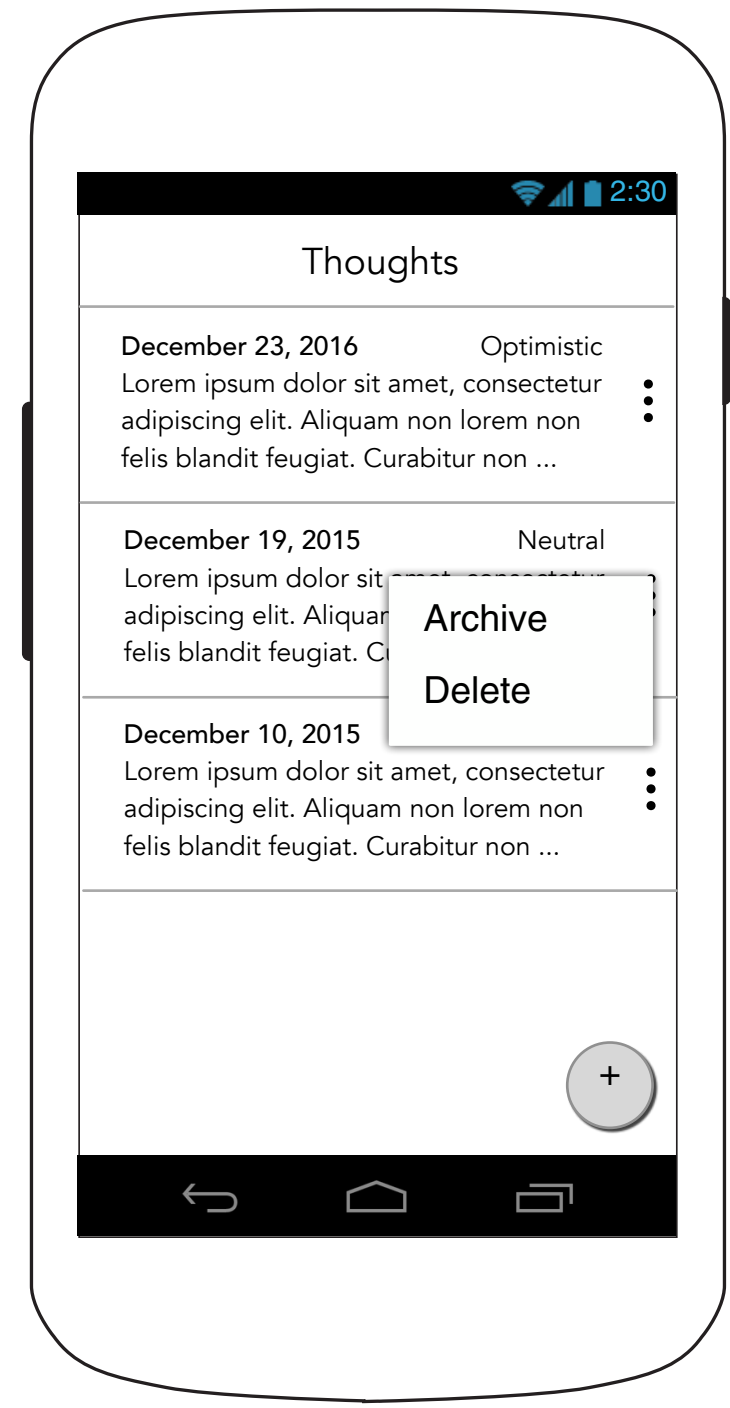 2:30
Thoughts
December 23, 2016 Optimistic
Lorem ipsum dolor sit amet, consectetur
adipiscing elit. Aliquam non lorem non
felis blandit feugiat. Curabitur non ...
December 19, 2015 Neutral
Lorem ipsum dolor sit
adipiscing elit.
felis blandit feugiat.
Archive
Delete
December 10, 2015
Lorem ipsum dolor sit amet, consectetur
adipiscing elit. Aliquam non lorem non
felis blandit feugiat. Curabitur non ...
+